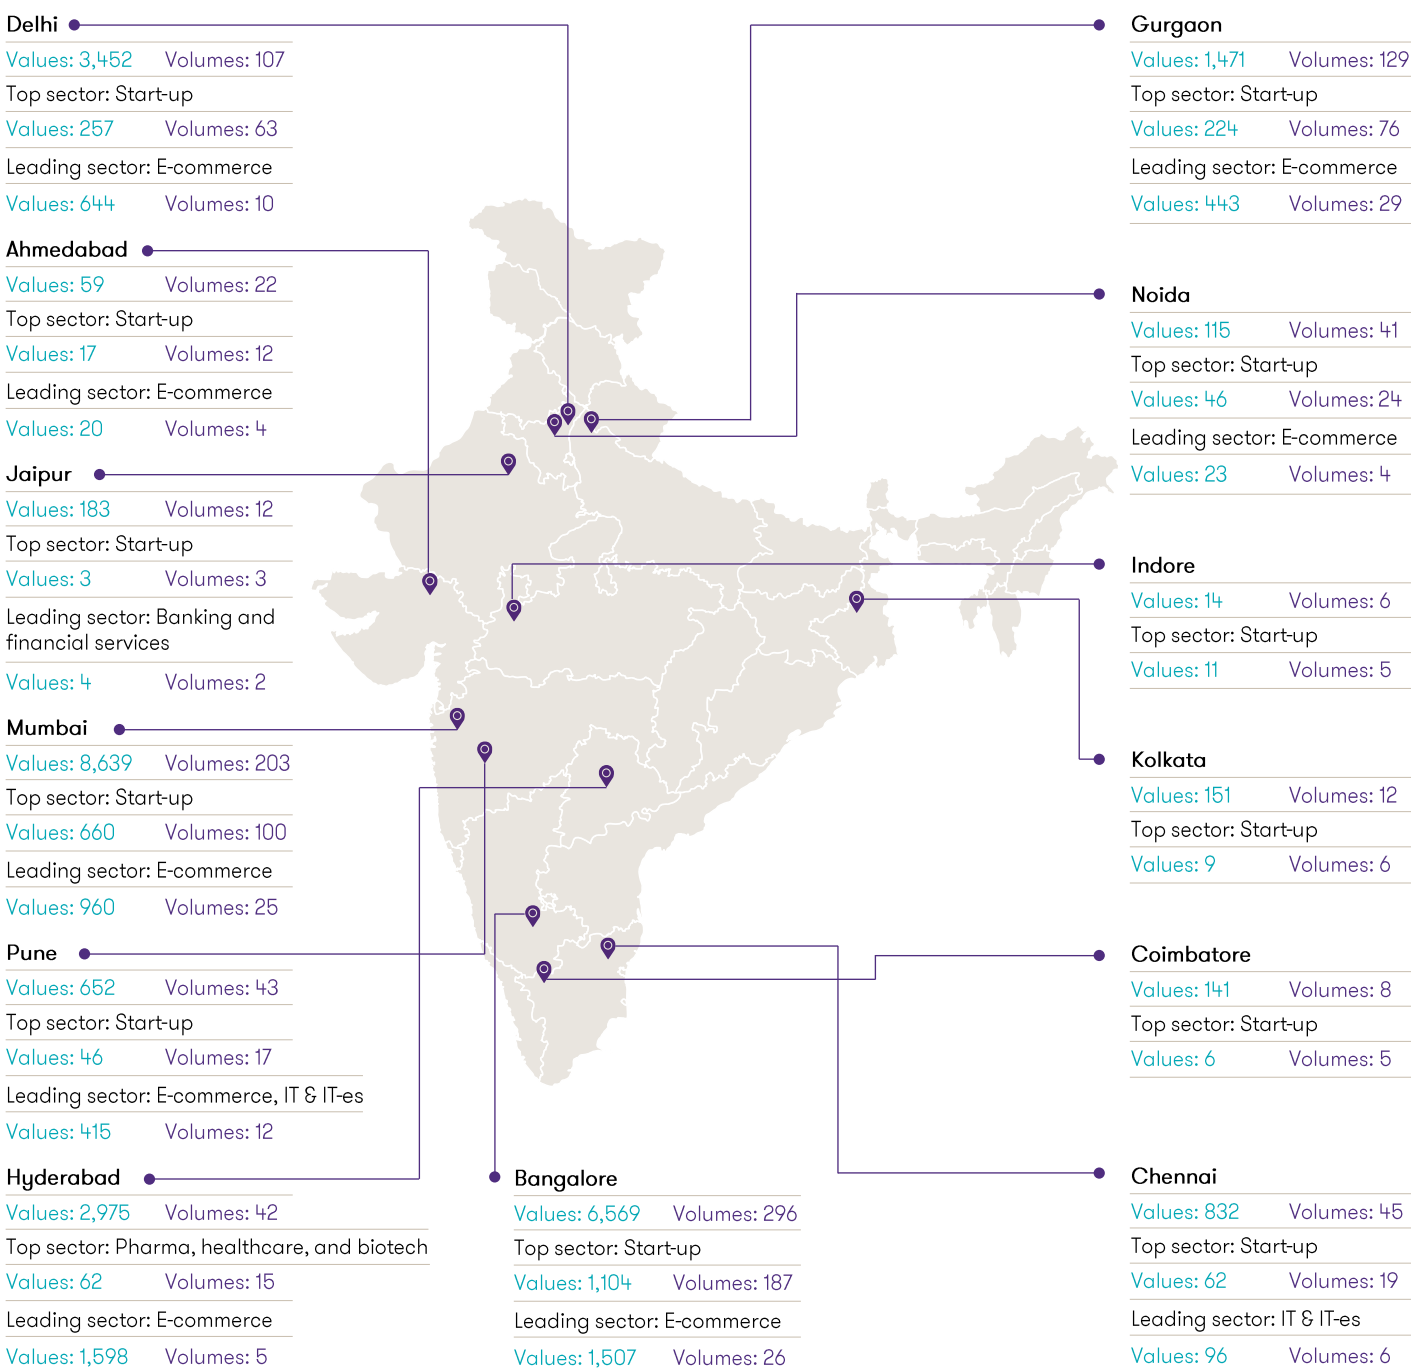 Delhi
Values: 3,452 Volumes: 107
Top sector: Start-up
Values: 257 Volumes: 63
Leading sector: E-commerce
Values: 644 Volumes: 10
Ahmedabad
Values: 59 Volumes: 22
Top sector: Start-up
Values: 17 Volumes: 12
Leading sector: E-commerce
Values: 20 Volumes: 4
Jaipur
Values: 183 Volumes: 12
Top sector: Start-up
Values: 3 Volumes: 3
Leading sector: Banking and
financial services
Values: 4 Volumes: 2
Mumbai
Values: 8,639 Volumes: 203
Top sector: Start-up
Values: 660 Volumes: 100
Leading sector: E-commerce
Values: 960 Volumes: 25
Pune
Values: 652 Volumes: 43
Top sector: Start-up
Values: 46 Volumes: 17
Leading sector: E-commerce, IT & IT-es
Values: 415 Volumes: 12
Hyderabad
Values: 2,975 Volumes: 42
Top sector: Pharma, healthcare, and biotech
Values: 62 Volumes: 15
Leading sector: E-commerce
Values: 1,598 Volumes: 5
Bangalore
Values: 6,569 Volumes: 296
Top sector: Start-up
Values: 1,104 Volumes: 187
Leading sector: E-commerce
Values: 1,507 Volumes: 26
Gurgaon
Values: 1,471 Volumes: 129
Top sector: Start-up
Values: 224 Volumes: 76
Leading sector: E-commerce
Values: 443 Volumes: 29
Noida
Values: 115 Volumes: 41
Top sector: Start-up
Values: 46 Volumes: 24
Leading sector: E-commerce
Values: 23 Volumes: 4
Indore
Values: 14 Volumes: 6
Top sector: Start-up
Values: 11 Volumes: 5
Kolkata
Values: 151 Volumes: 12
Top sector: Start-up
Values: 9 Volumes: 6
Coimbatore
Values: 141 Volumes: 8
Top sector: Start-up
Values: 6 Volumes: 5
Chennai
Values: 832 Volumes: 45
Top sector: Start-up
Values: 62 Volumes: 19
Leading sector: IT & IT-es
Values: 96 Volumes: 6